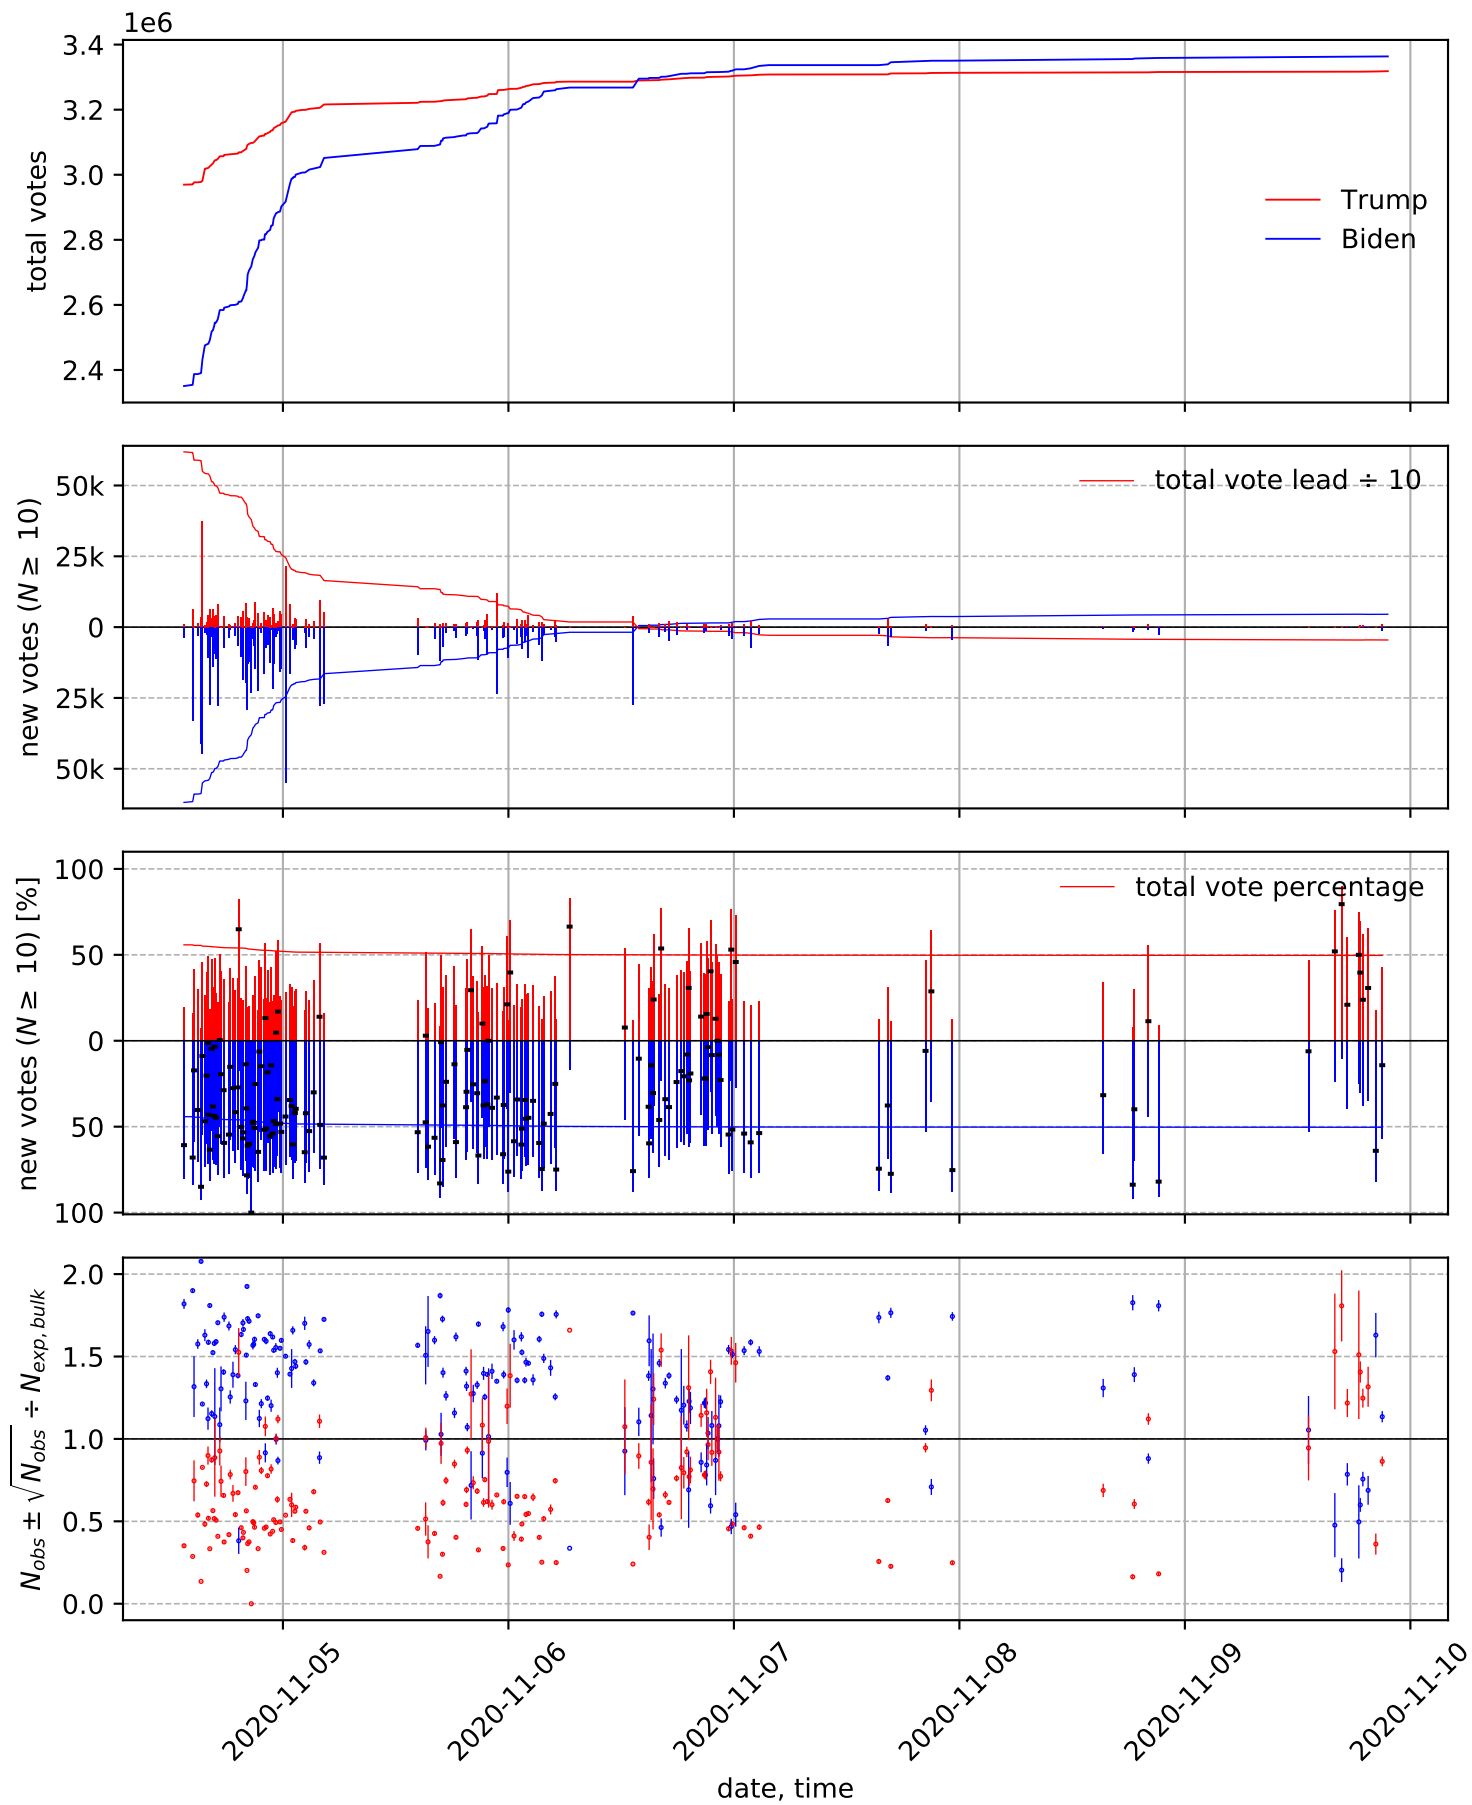 1e6
3.4
3.2
3.0
2.8
2.6
2.4
total votes
Trump
Biden
50k
25k
0
25k
50k
new votes (N ≥ 10)
total vote lead ÷ 10
100
50
0
50
100
new votes (N ≥ 10) [%]
total vote percentage
2.0
1.5
1.0
0.5
0.0
N_obs ± √N_obs ÷ N_exp,bulk
2020-11-05
2020-11-06
2020-11-07
2020-11-08
2020-11-09
2020-11-10
date, time